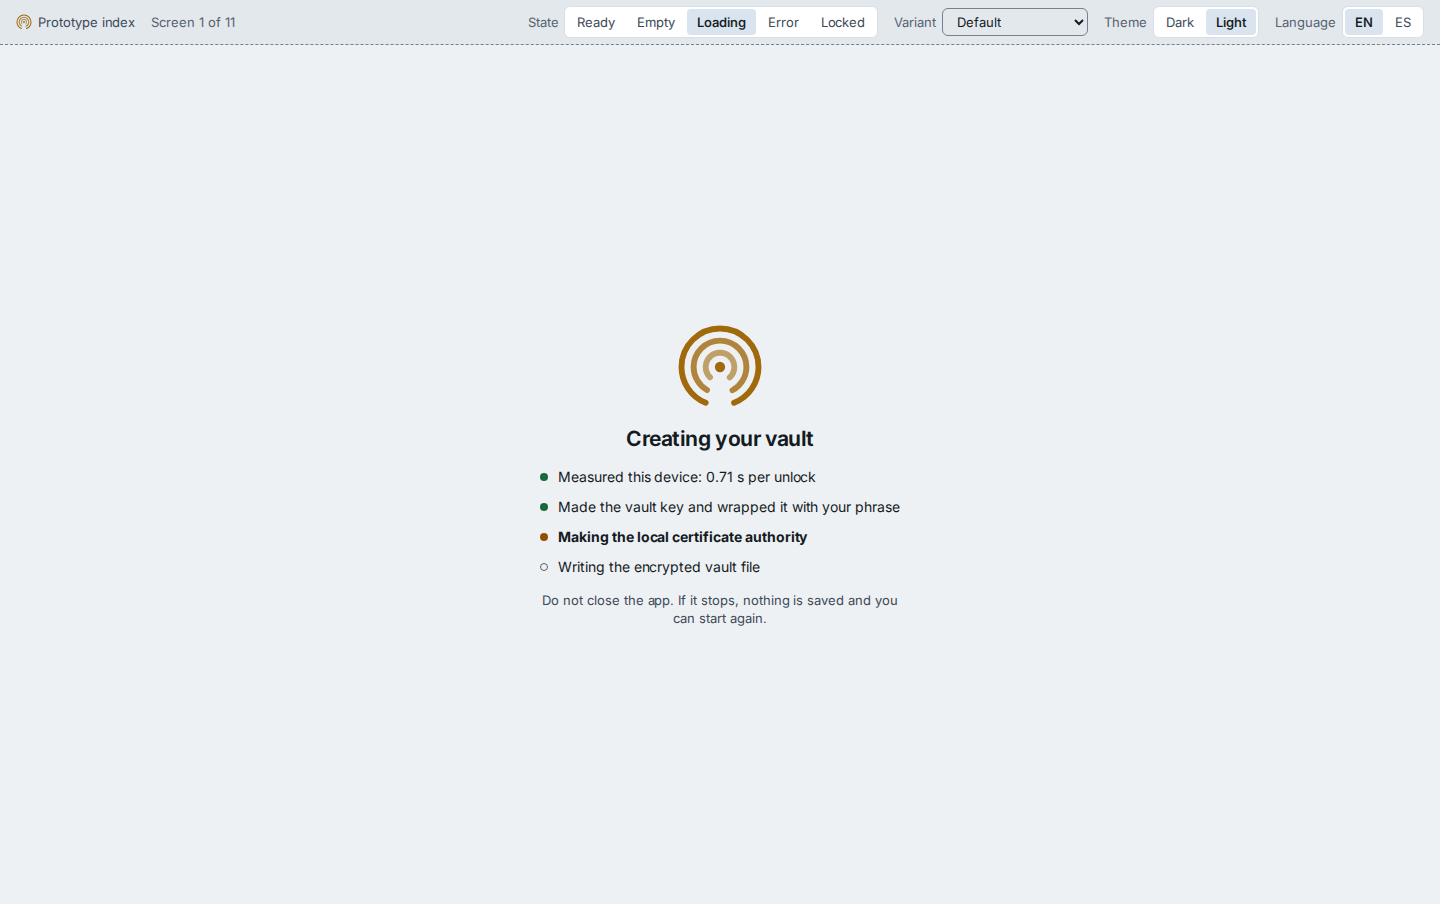 Prototype index Screen 1 of 11 State Ready Empty Loading Error Locked Variant Default Theme Dark Light Language EN ES
Creating your vault
Measured this device: 0.71 s per unlock
Made the vault key and wrapped it with your phrase
Making the local certificate authority
Writing the encrypted vault file
Do not close the app. If it stops, nothing is saved and you
can start again.